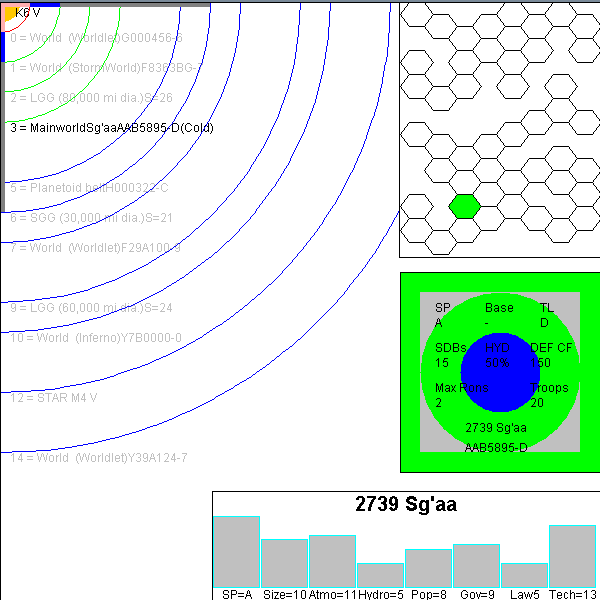 K6 V
0 = World (Worldlet)G000456-6
1 = World (StormWorld)F8363BG-7
2 = LGG (80,000 mi dia.)S=26
3 = MainworldSg'aaAAB5895-D(Cold)
5 = Planetoid beltH000322-C
6 = SGG (30,000 mi dia.)S=21
7 = World (Worldlet)F29A100-9
9 = LGG (60,000 mi dia.)S=24
10 = World (Inferno)Y7B0000-0
12 = STAR M4 V
14 = World (Worldlet)Y39A124-7
SP Base TL
A - D
SDBs HYD DEF CF
15 50% 50
Max Troops
2 20
2739 Sg'aa
AAB5895-D
2739 Sg'aa
SP=A Size=10 Atmo=11 Hydro=5 Pop=8 Gov=9 Law5 Tech=13